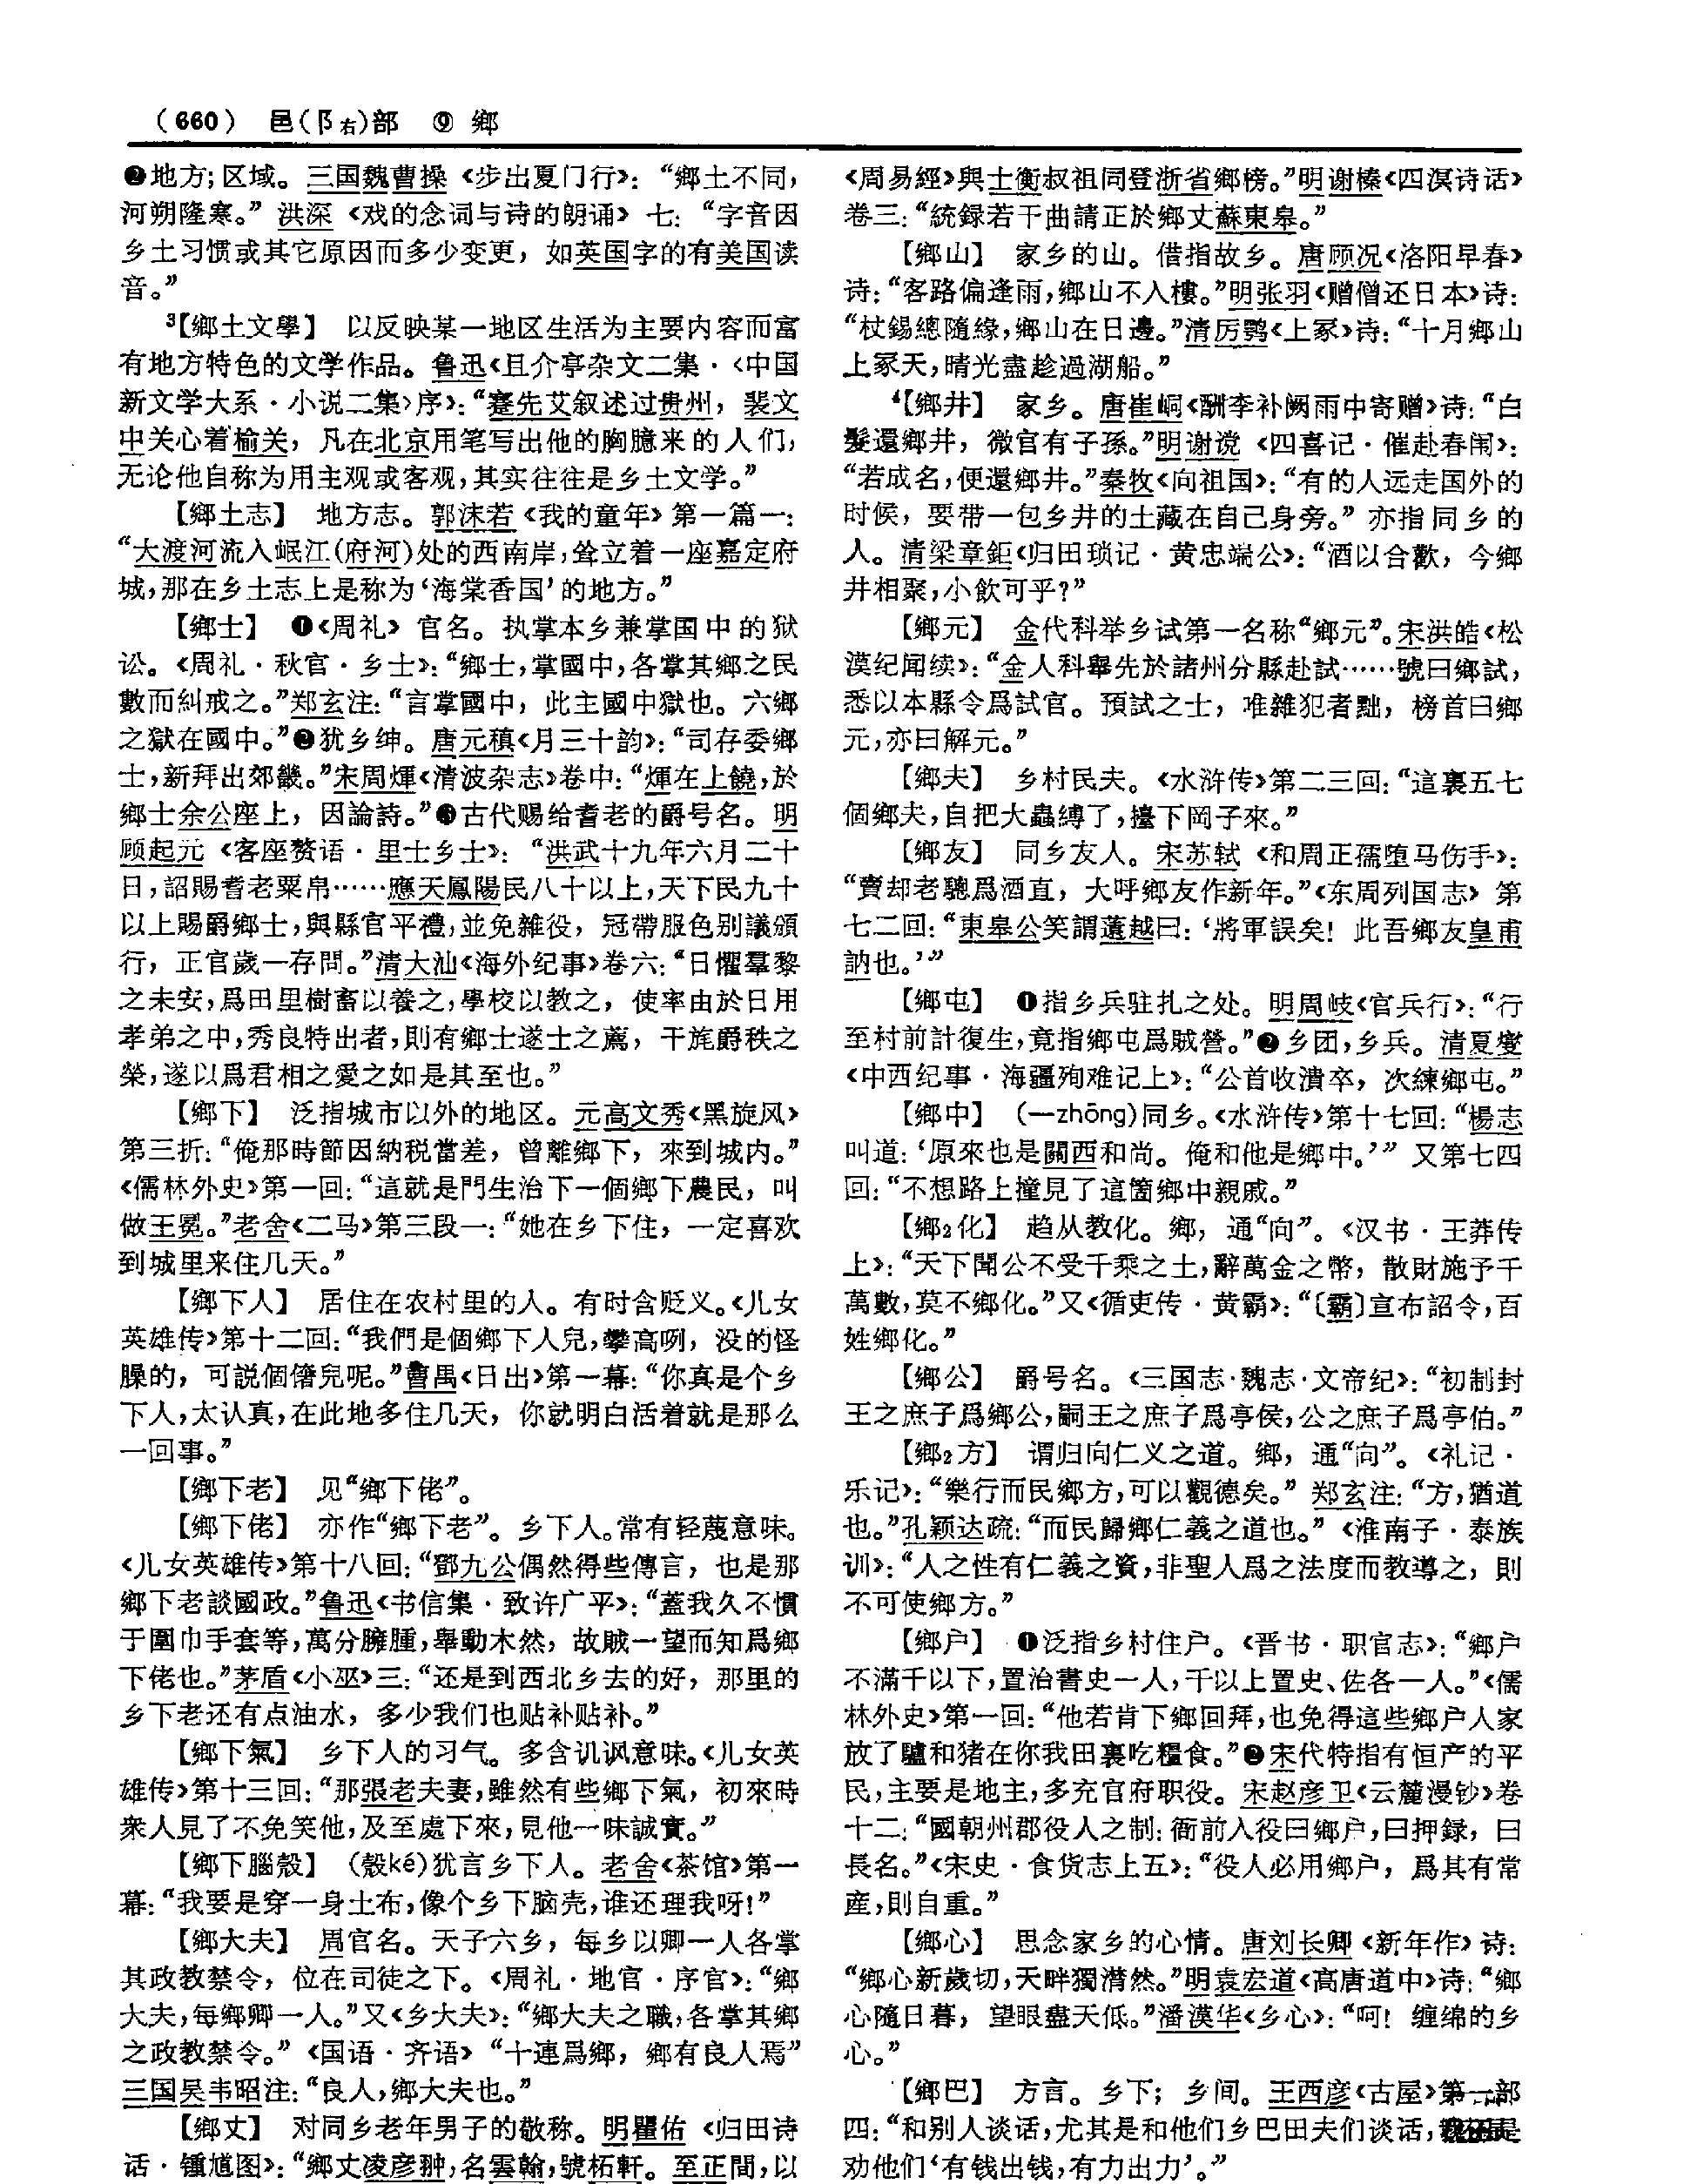 （660） 邑(阝右)部 ⑨ 鄉
❷地方；区域。三国魏曹操《步出夏门行》：“鄉土不同，
河朔隆寒。”洪深《戏的念词与诗的朗诵》七：“字音因
乡土习惯或其它原因而多少变更，如英国字的有美国读
音。”
³【鄉土文學】 以反映某一地区生活为主要内容而富
有地方特色的文学作品。鲁迅《且介亭杂文二集·〈中国
新文学大系·小说二集〉序》：“蹇先艾叙述过贵州，裴文
中关心着榆关，凡在北京用笔写出他的胸臆来的人们，
无论他自称为用主观或客观，其实往往是乡土文学。”
【鄉土志】 地方志。郭沫若《我的童年》第一篇一：
“大渡河流入岷江(府河)处的西南岸，耸立着一座嘉定府
城，那在乡土志上是称为‘海棠香国’的地方。”
【鄉士】 ❶《周礼》官名。执掌本乡兼掌国中的狱
讼。《周礼·秋官·乡士》：“鄉士，掌國中，各掌其鄉之民
數而糾戒之。”郑玄注：“言掌國中，此主國中獄也。六鄉
之獄在國中。”❷犹乡绅。唐元稹《月三十韵》：“司存委鄉
士，新拜出郊畿。”宋周煇《清波杂志》卷中：“煇在上饒，於
鄉士余公座上，因論詩。”❸古代赐给耆老的爵号名。明
顾起元《客座赘语·里士乡士》：“洪武十九年六月二十
日，詔賜耆老粟帛……應天鳳陽民八十以上，天下民九十
以上賜爵鄉士，與縣官平禮，並免雜役，冠帶服色别議頒
行，正官歲一存問。”清大汕《海外纪事》卷六：“日懼羣黎
之未安，爲田里樹畜以養之，學校以教之，使率由於日用
孝弟之中，秀良特出者，則有鄉士遂士之薦，干旄爵秩之
榮，遂以爲君相之愛之如是其至也。”
【鄉下】 泛指城市以外的地区。元高文秀《黑旋风》
第三折：“俺那時節因納税當差，曾離鄉下，來到城内。”
《儒林外史》第一回：“這就是門生治下一個鄉下農民，叫
做王冕。”老舍《二马》第三段一：“她在乡下住，一定喜欢
到城里来住几天。”
【鄉下人】 居住在农村里的人。有时含贬义。《儿女
英雄传》第十二回：“我們是個鄉下人兒，攀高咧，没的怪
臊的，可説個甚兒呢。”曹禺《日出》第一幕：“你真是个乡
下人，太认真，在此地多住几天，你就明白活着就是那么
一回事。”
【鄉下老】 见“鄉下佬”。
【鄉下佬】 亦作“鄉下老”。乡下人。常有轻蔑意味。
《儿女英雄传》第十八回：“鄧九公偶然得些傳言，也是那
鄉下老談國政。”鲁迅《书信集·致许广平》：“蓋我久不慣
于圍巾手套等，萬分臃腫，舉動木然，故賊一望而知爲鄉
下佬也。”茅盾《小巫》三：“还是到西北乡去的好，那里的
乡下老还有点油水，多少我们也贴补贴补。”
【鄉下氣】 乡下人的习气。多含讥讽意味。《儿女英
雄传》第十三回：“那張老夫妻，雖然有些鄉下氣，初來時
衆人見了不免笑他，及至處下來，見他一味誠實。”
【鄉下腦殼】 (殼ké)犹言乡下人。老舍《茶馆》第一
幕：“我要是穿一身土布，像个乡下脑壳，谁还理我呀！”
【鄉大夫】 周官名。天子六乡，每乡以卿一人各掌
其政教禁令，位在司徒之下。《周礼·地官·序官》：“鄉
大夫，每鄉卿一人。”又《乡大夫》：“鄉大夫之職，各掌其鄉
之政教禁令。”《国语·齐语》“十連爲鄉，鄉有良人焉”
三国吴韦昭注：“良人，鄉大夫也。”
【鄉丈】 对同乡老年男子的敬称。明瞿佑《归田诗
话·锺馗图》：“鄉丈凌彦翀，名雲翰，號柘軒。至正間，以
《周易經》與士衡叔祖同登浙省鄉榜。”明谢榛《四溟诗话》
卷三：“統録若干曲請正於鄉丈蘇東皋。”
【鄉山】 家乡的山。借指故乡。唐顾况《洛阳早春》
诗：“客路偏逢雨，鄉山不入樓。”明张羽《赠僧还日本》诗：
“杖錫總隨緣，鄉山在日邊。”清厉鹗《上冢》诗：“十月鄉山
上冢天，晴光盡趁過湖船。”
⁴【鄉井】 家乡。唐崔峒《酬李补阙雨中寄赠》诗：“白
髮還鄉井，微官有子孫。”明谢谠《四喜记·催赴春闱》：
“若成名，便還鄉井。”秦牧《向祖国》：“有的人远走国外的
时候，要带一包乡井的土藏在自己身旁。”亦指同乡的
人。清梁章鉅《归田琐记·黄忠端公》：“酒以合歡，今鄉
井相聚，小飲可乎？”
【鄉元】 金代科举乡试第一名称“鄉元”。宋洪皓《松
漠纪闻续》：“金人科舉先於諸州分縣赴試……號曰鄉試，
悉以本縣令爲試官。預試之士，唯雜犯者黜，榜首曰鄉
元，亦曰解元。”
【鄉夫】 乡村民夫。《水浒传》第二三回：“這裏五七
個鄉夫，自把大蟲縛了，擡下岡子來。”
【鄉友】 同乡友人。宋苏轼《和周正孺堕马伤手》：
“賣却老驄爲酒直，大呼鄉友作新年。”《东周列国志》第
七二回：“東皋公笑謂薳越曰：‘將軍誤矣！此吾鄉友皇甫
訥也。’”
【鄉屯】 ❶指乡兵驻扎之处。明周岐《官兵行》：“行
至村前計復生，竟指鄉屯爲賊營。”❷乡团，乡兵。清夏燮
《中西纪事·海疆殉难记上》：“公首收潰卒，次練鄉屯。”
【鄉中】 (一zhōng)同乡。《水浒传》第十七回：“楊志
叫道：‘原來也是關西和尚。俺和他是鄉中。’”又第七四
回：“不想路上撞見了這箇鄉中親戚。”
【鄉₂化】 趋从教化。鄉，通“向”。《汉书·王莽传
上》：“天下聞公不受千乘之土，辭萬金之幣，散財施予千
萬數，莫不鄉化。”又《循吏传·黄霸》：“〔霸〕宣布詔令，百
姓鄉化。”
【鄉公】 爵号名。《三国志·魏志·文帝纪》：“初制封
王之庶子爲鄉公，嗣王之庶子爲亭侯，公之庶子爲亭伯。”
【鄉₂方】 谓归向仁义之道。鄉，通“向”。《礼记·
乐记》：“樂行而民鄉方，可以觀德矣。”郑玄注：“方，猶道
也。”孔颖达疏：“而民歸鄉仁義之道也。”《淮南子·泰族
训》：“人之性有仁義之資，非聖人爲之法度而教導之，則
不可使鄉方。”
【鄉户】 ❶泛指乡村住户。《晋书·职官志》：“鄉户
不滿千以下，置治書史一人，千以上置史、佐各一人。”《儒
林外史》第一回：“他若肯下鄉回拜，也免得這些鄉户人家
放了驢和猪在你我田裏吃糧食。”❷宋代特指有恒产的平
民，主要是地主，多充官府职役。宋赵彦卫《云麓漫钞》卷
十二：“國朝州郡役人之制：衙前入役曰鄉户，曰押録，曰
長名。”《宋史·食货志上五》：“役人必用鄉户，爲其有常
産，則自重。”
【鄉心】 思念家乡的心情。唐刘长卿《新年作》诗：
“鄉心新歲切，天畔獨潸然。”明袁宏道《高唐道中》诗：“鄉
心隨日暮，望眼盡天低。”潘漠华《乡心》：“呵！缠绵的乡
心。”
【鄉巴】 方言。乡下；乡间。王西彦《古屋》第一部
四：“和别人谈话，尤其是和他们乡巴田夫们谈话，是
劝他们‘有钱出钱，有力出力’。”